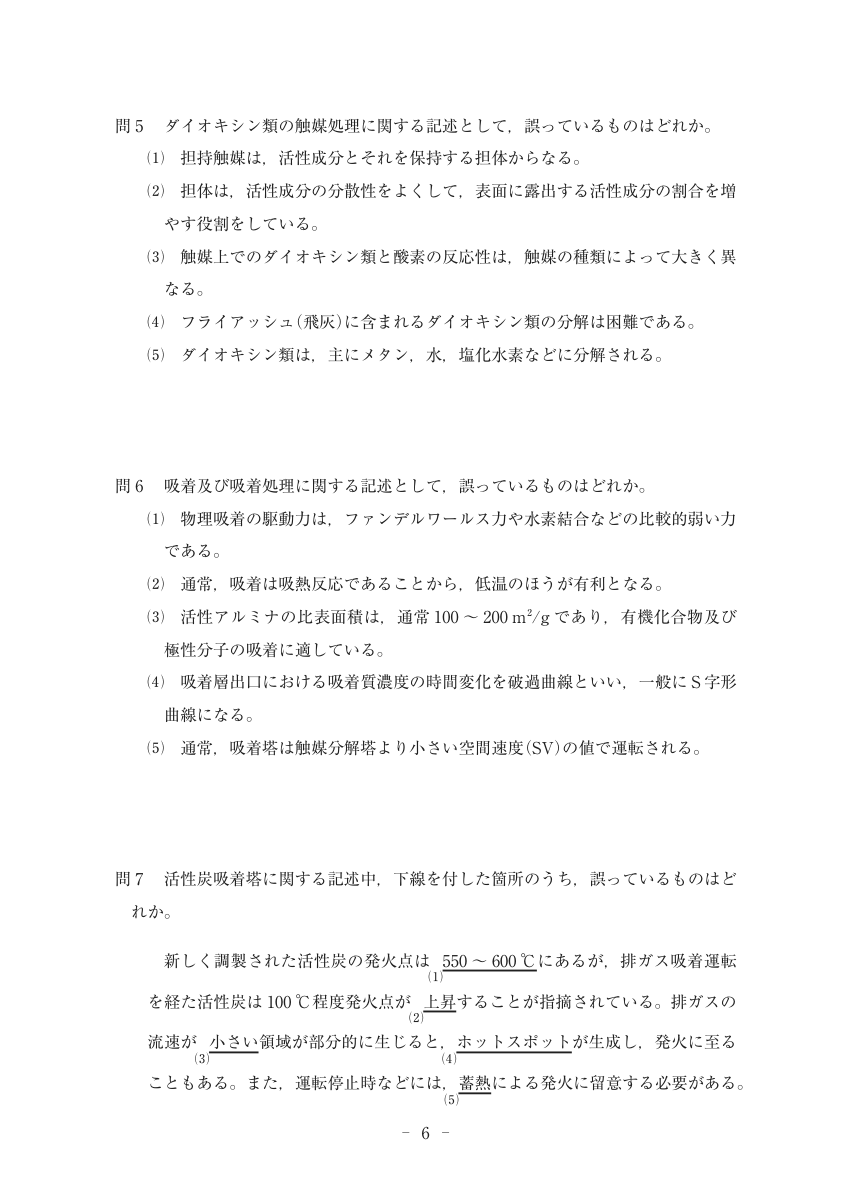 問5　ダイオキシン類の触媒処理に関する記述として，誤っているものはどれか。
⑴　担持触媒は，活性成分とそれを保持する担体からなる。
⑵　担体は，活性成分の分散性をよくして，表面に露出する活性成分の割合を増
やす役割をしている。
⑶　触媒上でのダイオキシン類と酸素の反応性は，触媒の種類によって大きく異
なる。
⑷　フライアッシュ(飛灰)に含まれるダイオキシン類の分解は困難である。
⑸　ダイオキシン類は，主にメタン，水，塩化水素などに分解される。
問6　吸着及び吸着処理に関する記述として，誤っているものはどれか。
⑴　物理吸着の駆動力は，ファンデルワールス力や水素結合などの比較的弱い力
である。
⑵　通常，吸着は吸熱反応であることから，低温のほうが有利となる。
⑶　活性アルミナの比表面積は，通常 100 ～ 200 m²/g であり，有機化合物及び
極性分子の吸着に適している。
⑷　吸着層出口における吸着質濃度の時間変化を破過曲線といい，一般にＳ字形
曲線になる。
⑸　通常，吸着塔は触媒分解塔より小さい空間速度(SV)の値で運転される。
問7　活性炭吸着塔に関する記述中，下線を付した箇所のうち，誤っているものはど
れか。
新しく調製された活性炭の発火点は 550 ～ 600 ℃にあるが，排ガス吸着運転
⑴
を経た活性炭は 100 ℃程度発火点が 上昇することが指摘されている。排ガスの
⑵
流速が 小さい領域が部分的に生じると，ホットスポットが生成し，発火に至る
⑶ ⑷
こともある。また，運転停止時などには，蓄熱による発火に留意する必要がある。
⑸
- 6 -